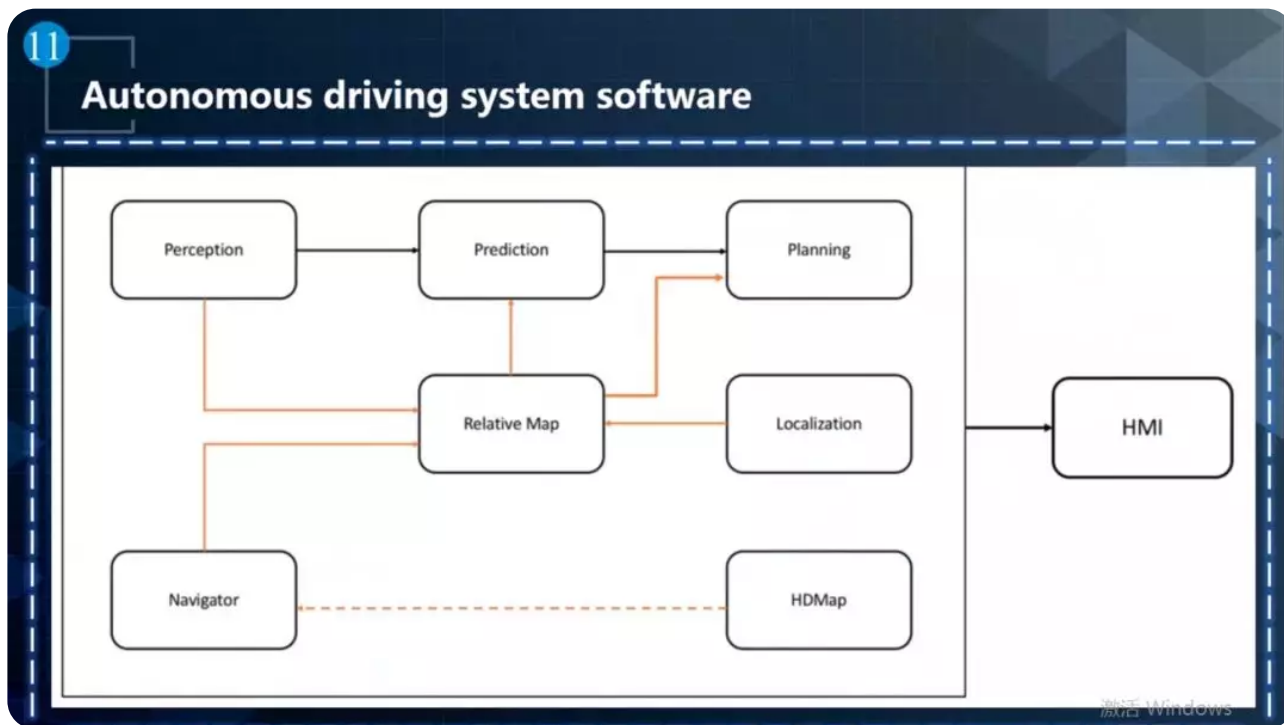 11
Autonomous driving system software
Perception
Prediction
Planning
Relative Map
Localization
HMI
Navigator
HDMap
激活 Windows